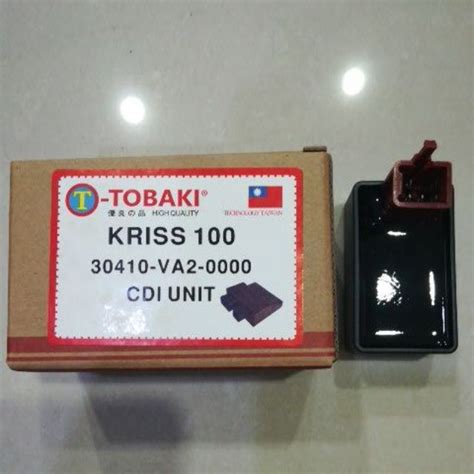 T-TOBAKI®
優良の品 HIGH QUALITY
TECHNOLOGY TAIWAN
KRISS 100
30410-VA2-0000
CDI UNIT